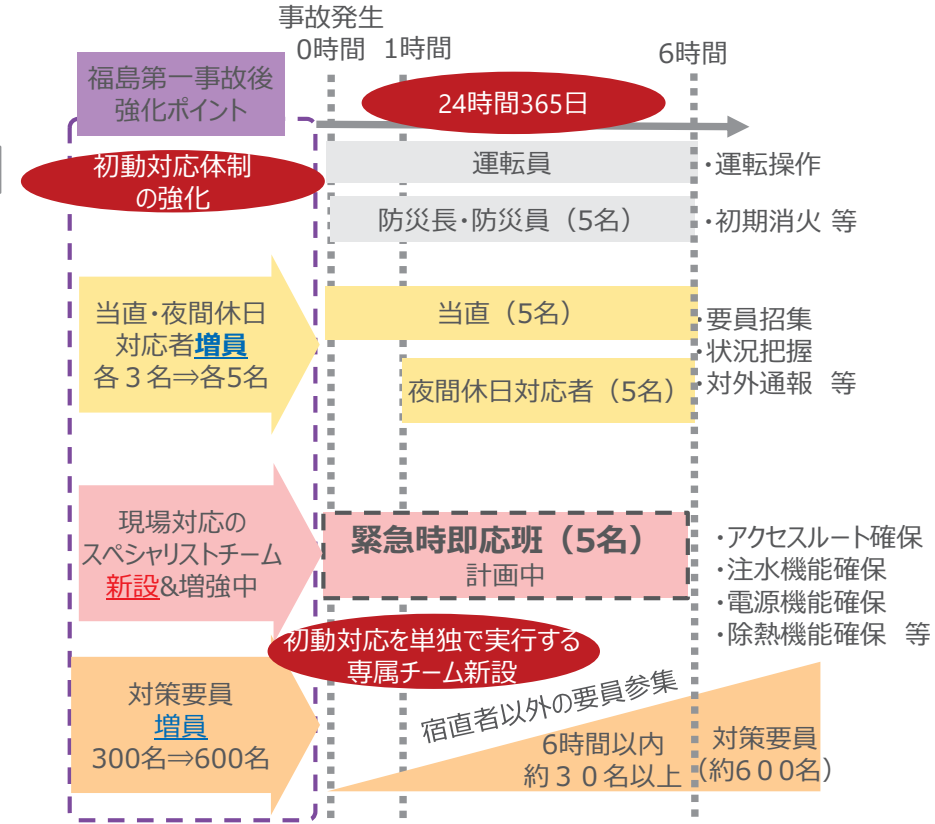 事故発生
0時間
1時間
6時間
福島第一事故後
強化ポイント
24時間365日
初動対応体制
の強化
運転員
・運転操作
防災長・防災員（5名）
・初期消火 等
当直・夜間休日
対応者増員
各３名⇒各5名
当直（5名）
夜間休日対応者（5名）
・要員招集
・状況把握
・対外通報 等
現場対応の
スペシャリストチーム
新設&増強中
緊急時即応班（5名）
計画中
・アクセスルート確保
・注水機能確保
・電源機能確保
・除熱機能確保 等
初動対応を単独で実行する
専属チーム新設
対策要員
増員
300名⇒600名
宿直者以外の要員参集
6時間以内
約３０名以上
対策要員
（約6００名）